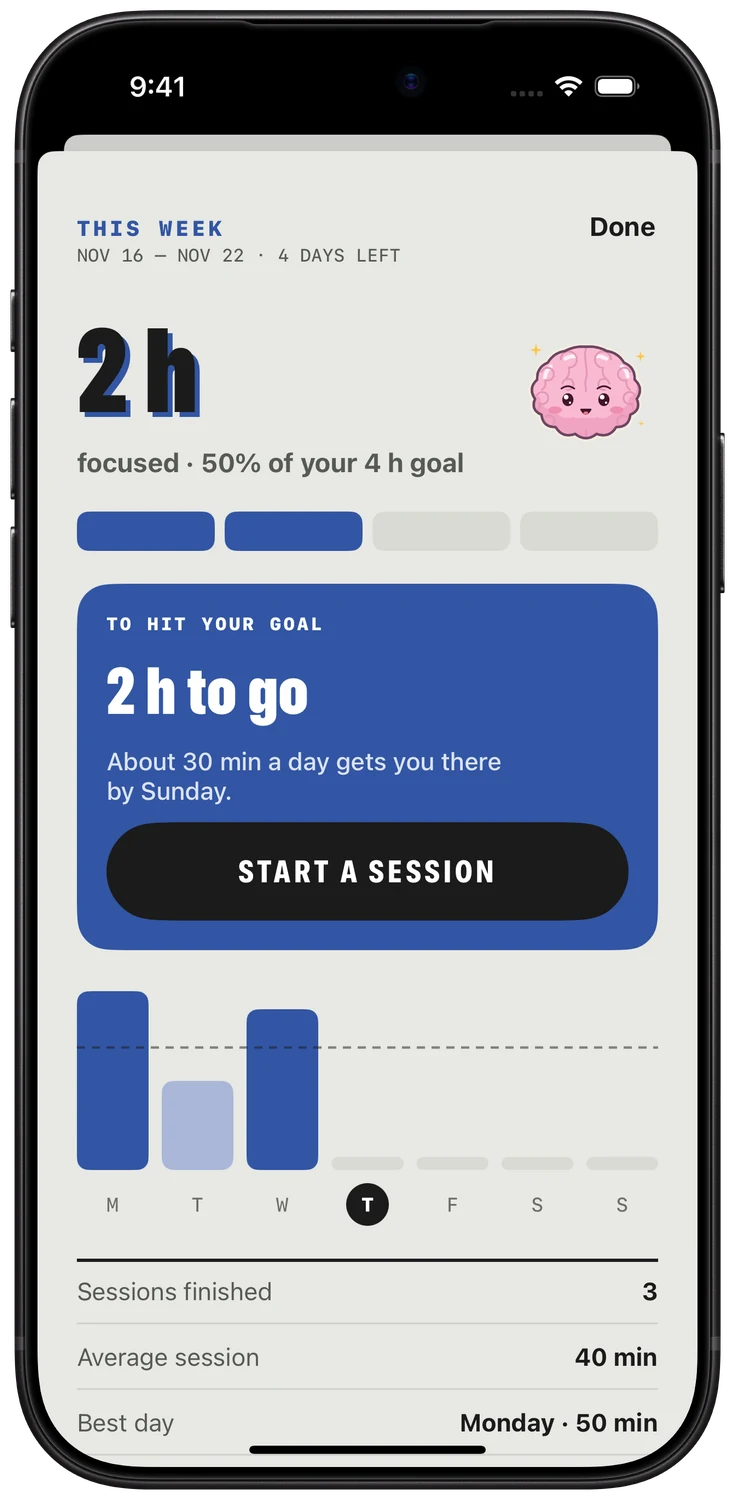 9:41
THIS WEEK
Done
NOV 16 — NOV 22 · 4 DAYS LEFT
2 h
focused · 50% of your 4 h goal
TO HIT YOUR GOAL
2 h to go
About 30 min a day gets you there
by Sunday.
START A SESSION
M T W T F S S
Sessions finished 3
Average session 40 min
Best day Monday · 50 min